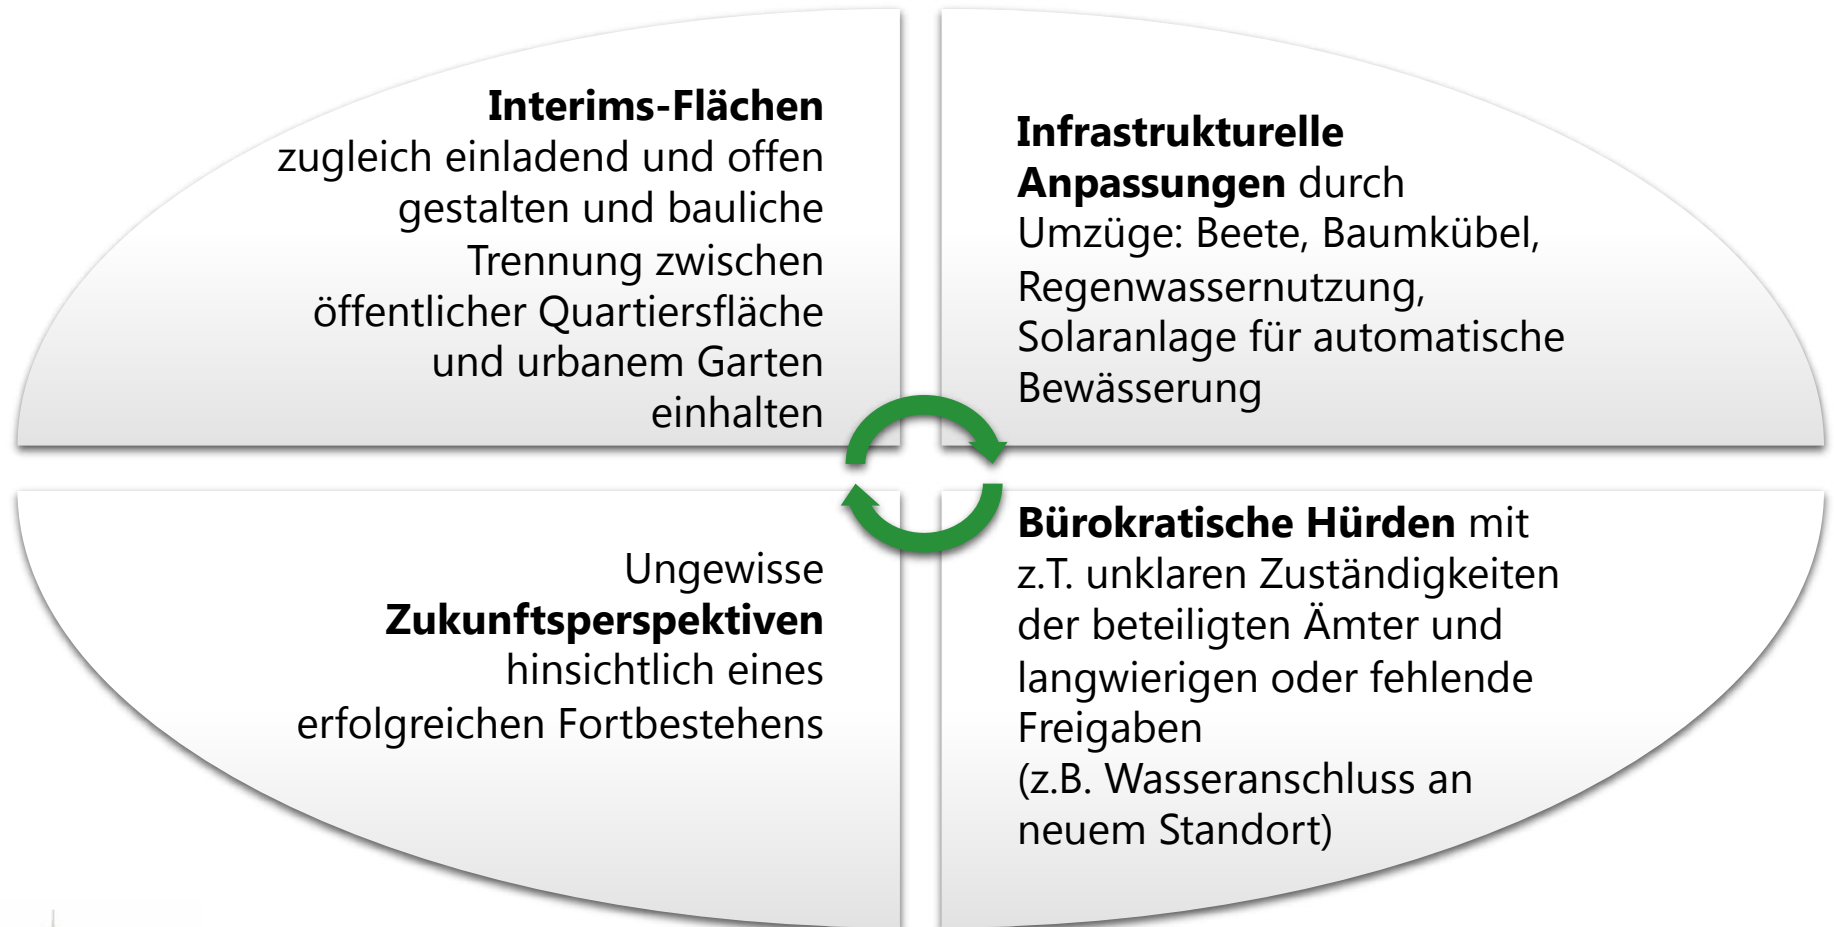 Interims-Flächen
zugleich einladend und offen
gestalten und bauliche
Trennung zwischen
öffentlicher Quartiersfläche
und urbanem Garten
einhalten
Infrastrukturelle
Anpassungen durch
Umzüge: Beete, Baumkübel,
Regenwassernutzung,
Solaranlage für automatische
Bewässerung
Ungewisse
Zukunftsperspektiven
hinsichtlich eines
erfolgreichen Fortbestehens
Bürokratische Hürden mit
z.T. unklaren Zuständigkeiten
der beteiligten Ämter und
langwierigen oder fehlende
Freigaben
(z.B. Wasseranschluss an
neuem Standort)